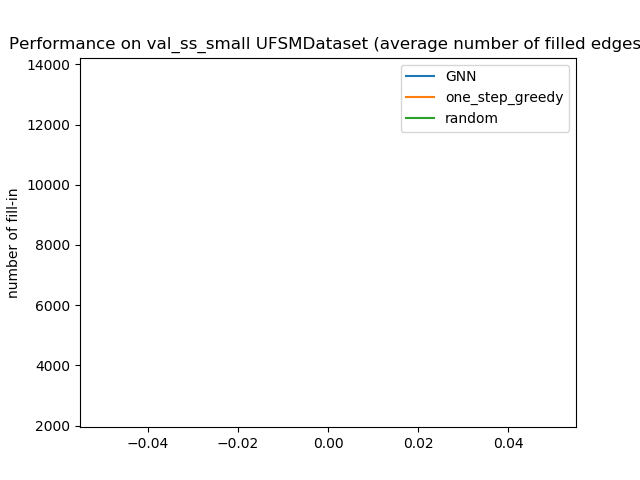 Performance on val_ss_small UFSMDataset (average number of filled edges
14000
12000
10000
8000
6000
4000
2000
number of fill-in
GNN
one_step_greedy
random
−0.04 −0.02 0.00 0.02 0.04